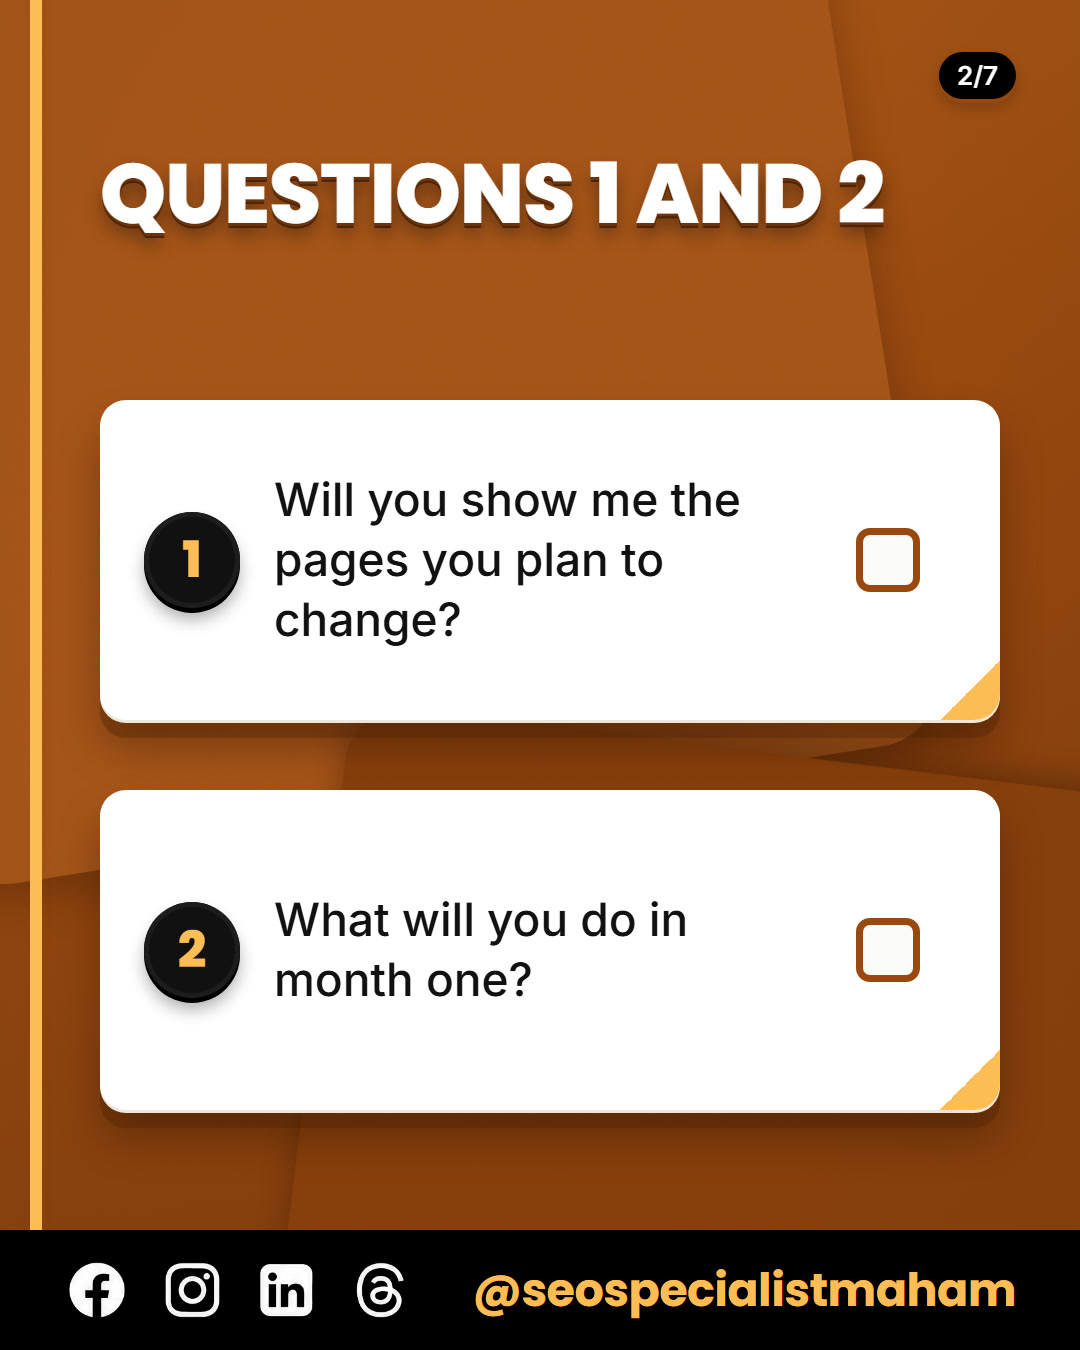 2/7
QUESTIONS 1 AND 2
1
Will you show me the
pages you plan to
change?
2
What will you do in
month one?
@seospecialistmaham